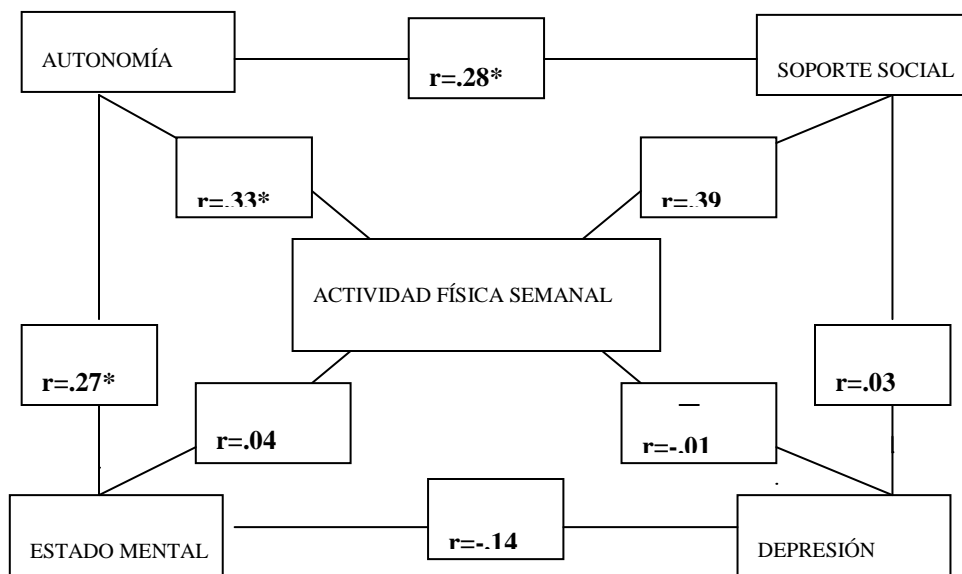 AUTONOMÍA
r=.28*
SOPORTE SOCIAL
r=.33*
r=.39
ACTIVIDAD FÍSICA SEMANAL
r=.27*
r=.04
r=-.01
r=.03
ESTADO MENTAL
r=-.14
DEPRESIÓN